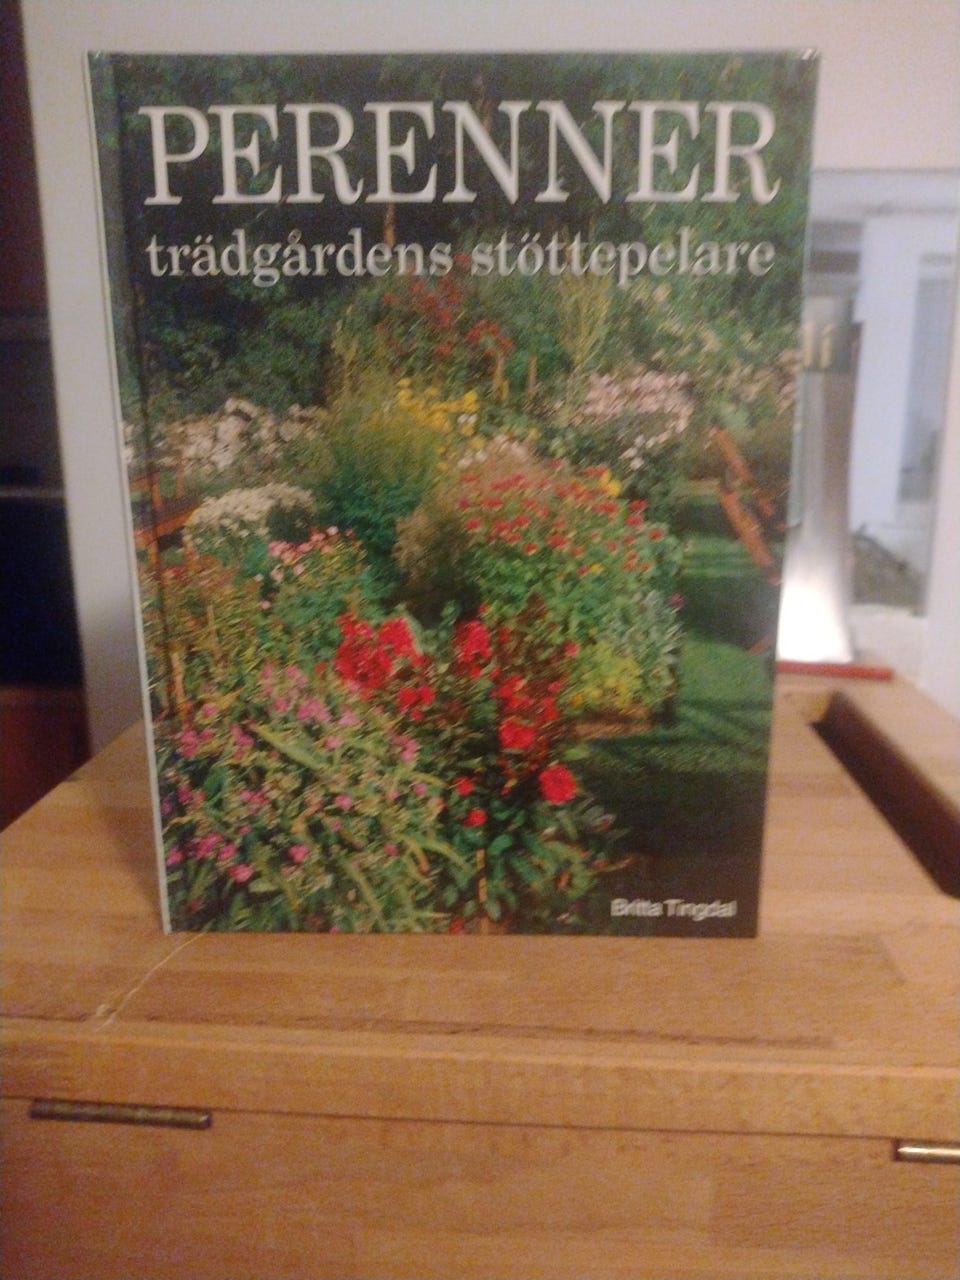 PERENNER
trädgårdens stöttepelare
Britta Tingdal